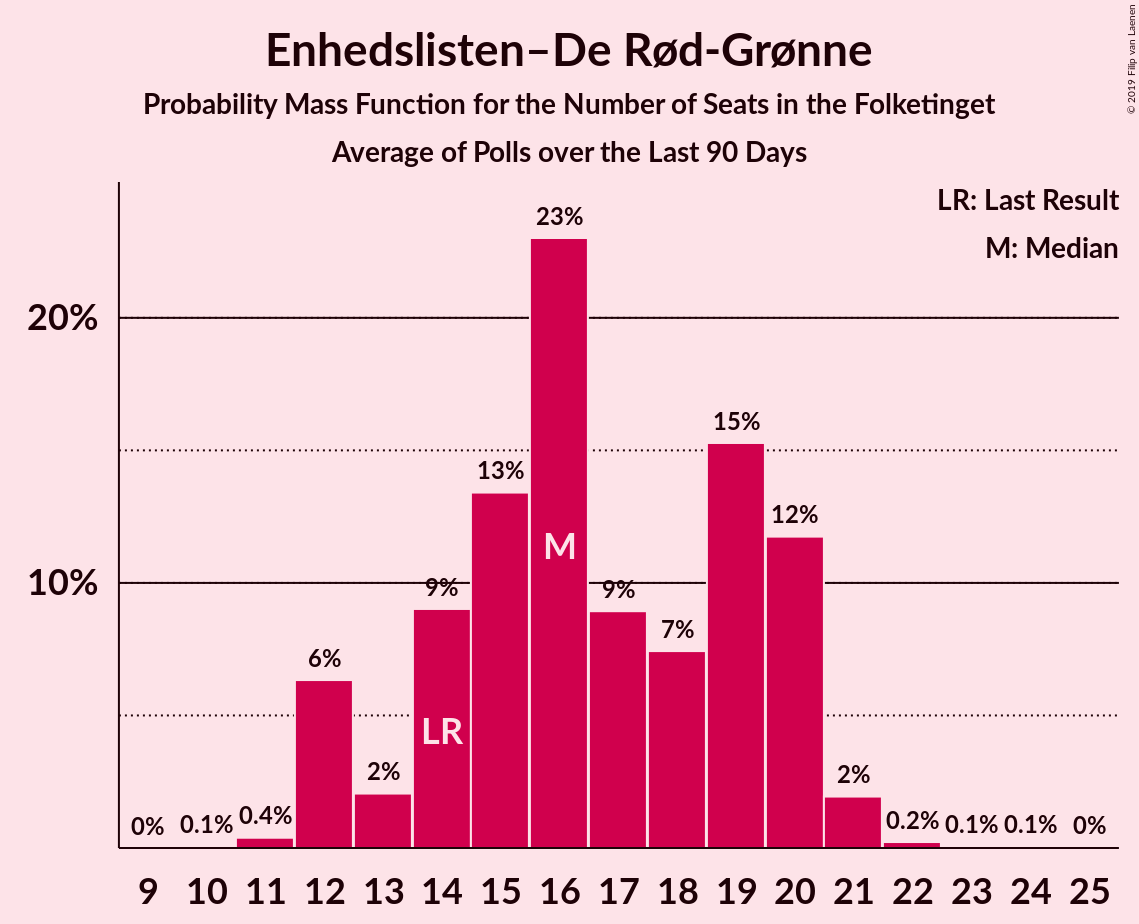 Enhedslisten–De Rød-Grønne
Probability Mass Function for the Number of Seats in the Folketinget
Average of Polls over the Last 90 Days
© 2019 Filip van Laenen
LR: Last Result
M: Median
20%
10%
0% 0.1% 0.4% 6% 2% 9% 13% 23% 9% 7% 15% 12% 2% 0.2% 0.1% 0.1% 0%
LR
M
9 10 11 12 13 14 15 16 17 18 19 20 21 22 23 24 25